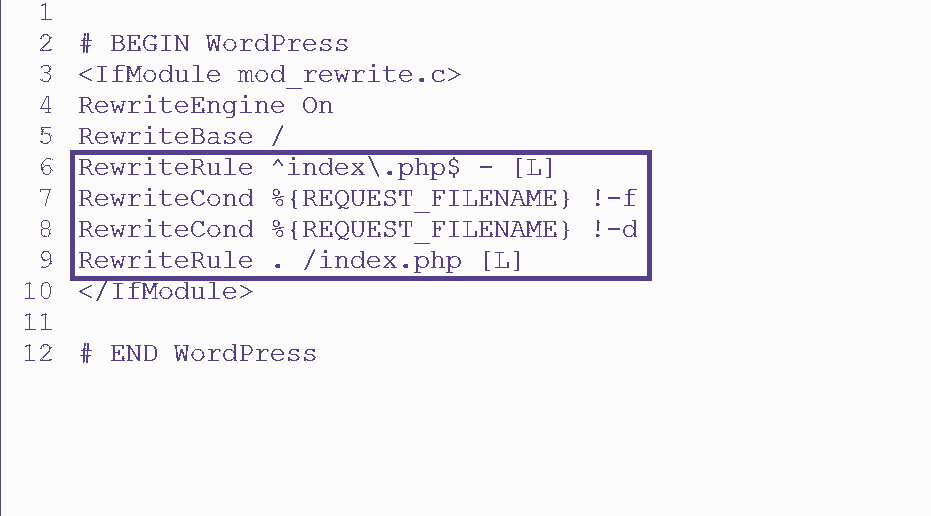 1
2 # BEGIN WordPress
3 <IfModule mod_rewrite.c>
4 RewriteEngine On
5 RewriteBase /
6 RewriteRule ^index\.php$ - [L]
7 RewriteCond %{REQUEST_FILENAME} !-f
8 RewriteCond %{REQUEST_FILENAME} !-d
9 RewriteRule . /index.php [L]
10 </IfModule>
11
12 # END WordPress